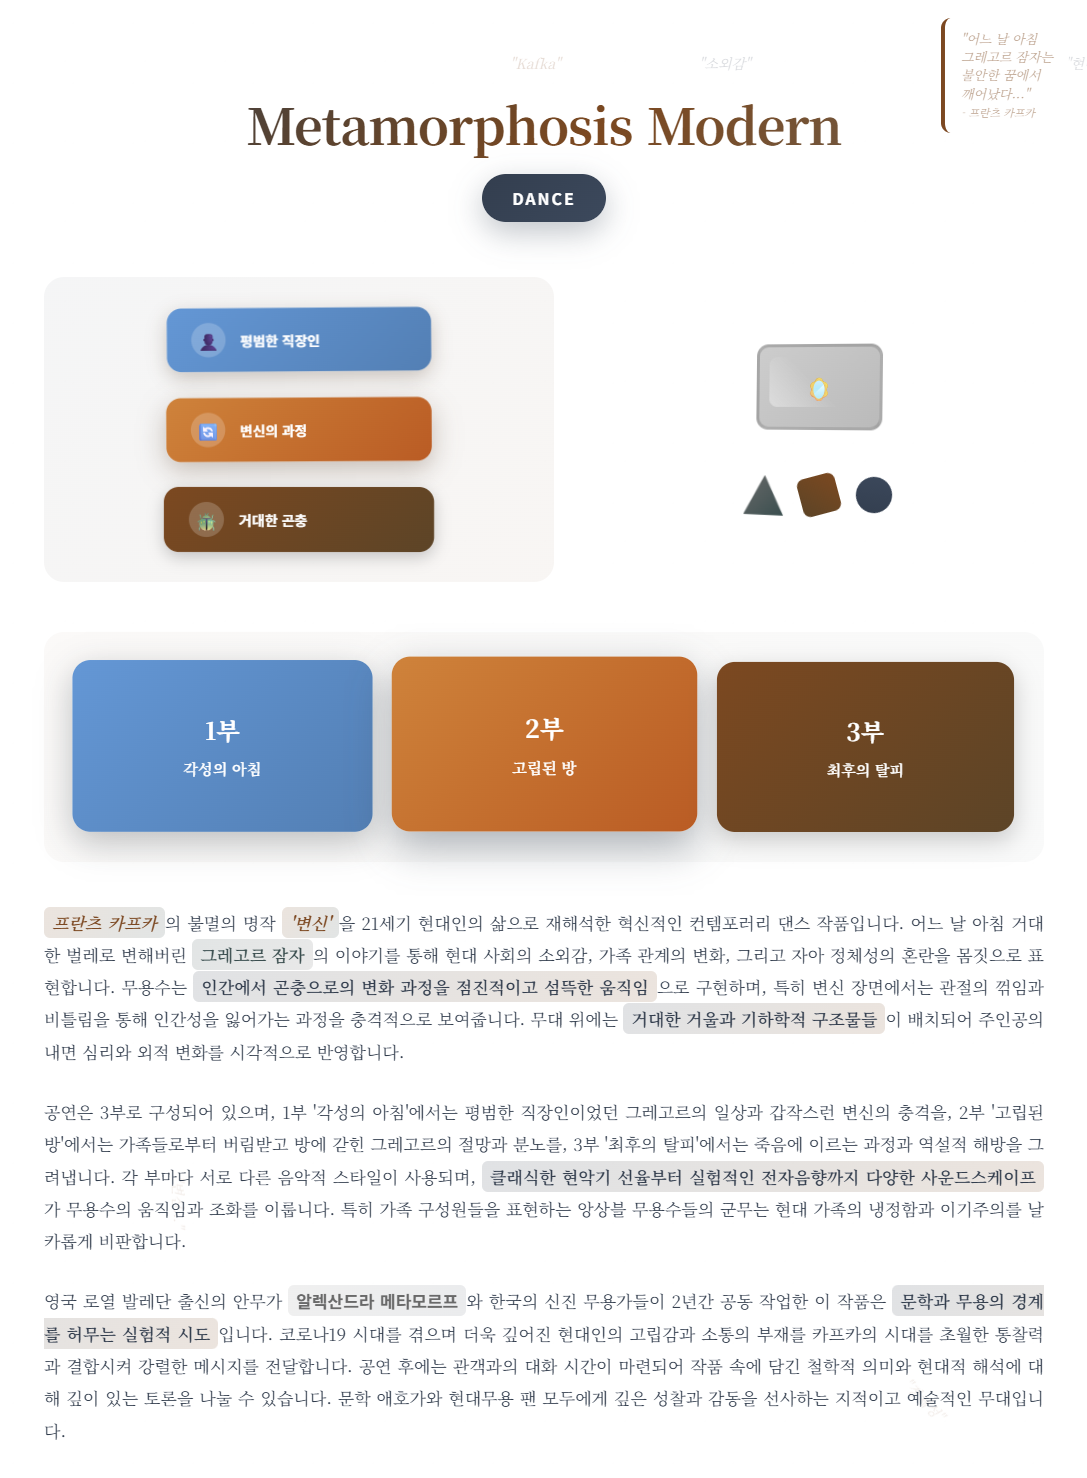 "어느 날 아침
그레고르 잠자는
불안한 꿈에서
깨어났다..."
- 프란츠 카프카
"Kafka"
"소외감"
"현
Metamorphosis Modern
DANCE
평범한 직장인
변신의 과정
거대한 곤충
1부
각성의 아침
2부
고립된 방
3부
최후의 탈피
프란츠 카프카의 불멸의 명작 '변신'을 21세기 현대인의 삶으로 재해석한 혁신적인 컨템포러리 댄스 작품입니다. 어느 날 아침 거대
한 벌레로 변해버린 그레고르 잠자의 이야기를 통해 현대 사회의 소외감, 가족 관계의 변화, 그리고 자아 정체성의 혼란을 몸짓으로 표
현합니다. 무용수는 인간에서 곤충으로의 변화 과정을 점진적이고 섬뜩한 움직임으로 구현하며, 특히 변신 장면에서는 관절의 꺾임과
비틀림을 통해 인간성을 잃어가는 과정을 충격적으로 보여줍니다. 무대 위에는 거대한 거울과 기하학적 구조물들이 배치되어 주인공의
내면 심리와 외적 변화를 시각적으로 반영합니다.
공연은 3부로 구성되어 있으며, 1부 '각성의 아침'에서는 평범한 직장인이었던 그레고르의 일상과 갑작스런 변신의 충격을, 2부 '고립된
방'에서는 가족들로부터 버림받고 방에 갇힌 그레고르의 절망과 분노를, 3부 '최후의 탈피'에서는 죽음에 이르는 과정과 역설적 해방을 그
려냅니다. 각 부마다 서로 다른 음악적 스타일이 사용되며, 클래식한 현악기 선율부터 실험적인 전자음향까지 다양한 사운드스케이프
가 무용수의 움직임과 조화를 이룹니다. 특히 가족 구성원들을 표현하는 앙상블 무용수들의 군무는 현대 가족의 냉정함과 이기주의를 날
카롭게 비판합니다.
영국 로열 발레단 출신의 안무가 알렉산드라 메타모르프와 한국의 신진 무용가들이 2년간 공동 작업한 이 작품은 문학과 무용의 경계
를 허무는 실험적 시도입니다. 코로나19 시대를 겪으며 더욱 깊어진 현대인의 고립감과 소통의 부재를 카프카의 시대를 초월한 통찰력
과 결합시켜 강렬한 메시지를 전달합니다. 공연 후에는 관객과의 대화 시간이 마련되어 작품 속에 담긴 철학적 의미와 현대적 해석에 대
해 깊이 있는 토론을 나눌 수 있습니다. 문학 애호가와 현대무용 팬 모두에게 깊은 성찰과 감동을 선사하는 지적이고 예술적인 무대입니
다.